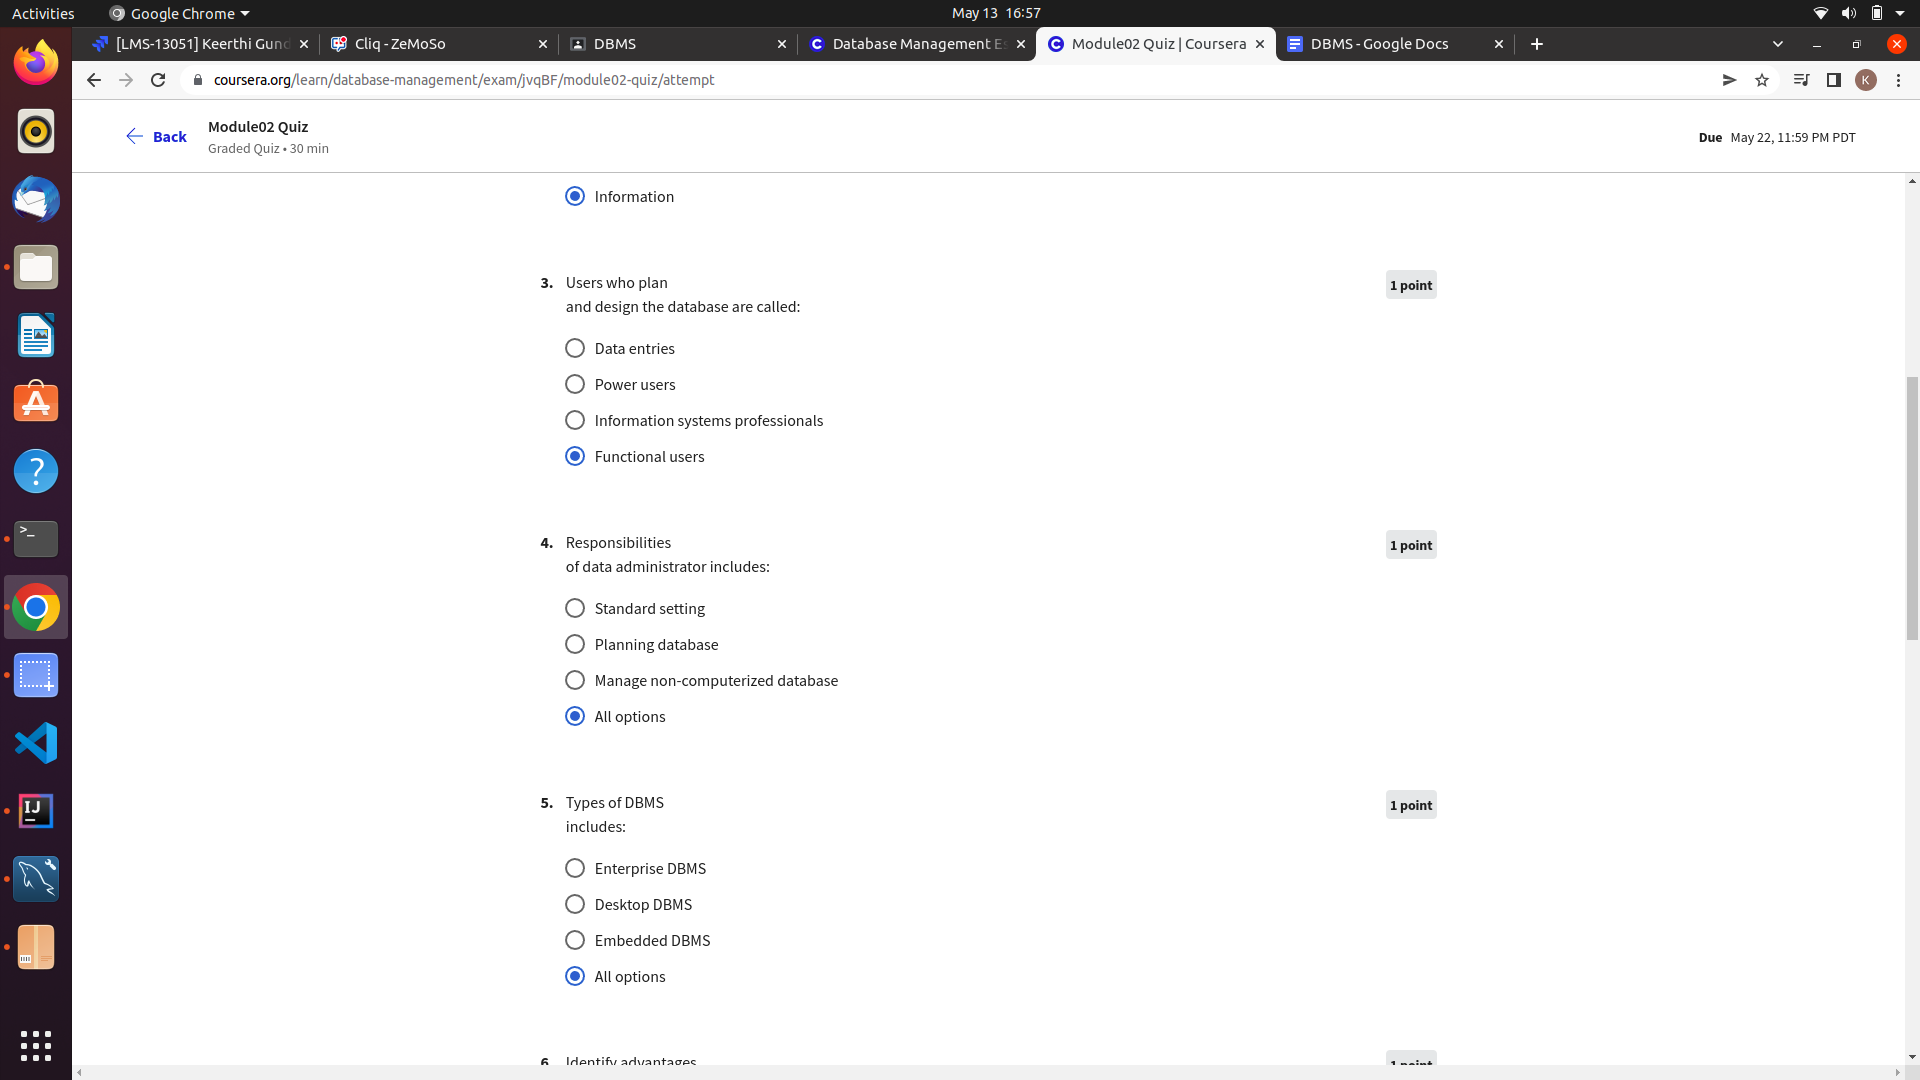 Activities
Google Chrome
May 13 16:57
[LMS-13051] Keerthi Gund
Cliq - ZeMoSo
DBMS
Database Management Es
Module02 Quiz | Coursera
DBMS - Google Docs
coursera.org/learn/database-management/exam/jvqBF/module02-quiz/attempt
K
Back
Module02 Quiz
Graded Quiz • 30 min
Due May 22, 11:59 PM PDT
Information
3. Users who plan
and design the database are called:
1 point
Data entries
Power users
Information systems professionals
Functional users
4. Responsibilities
of data administrator includes:
1 point
Standard setting
Planning database
Manage non-computerized database
All options
5. Types of DBMS
includes:
1 point
Enterprise DBMS
Desktop DBMS
Embedded DBMS
All options
6. Identify advantages
1 point